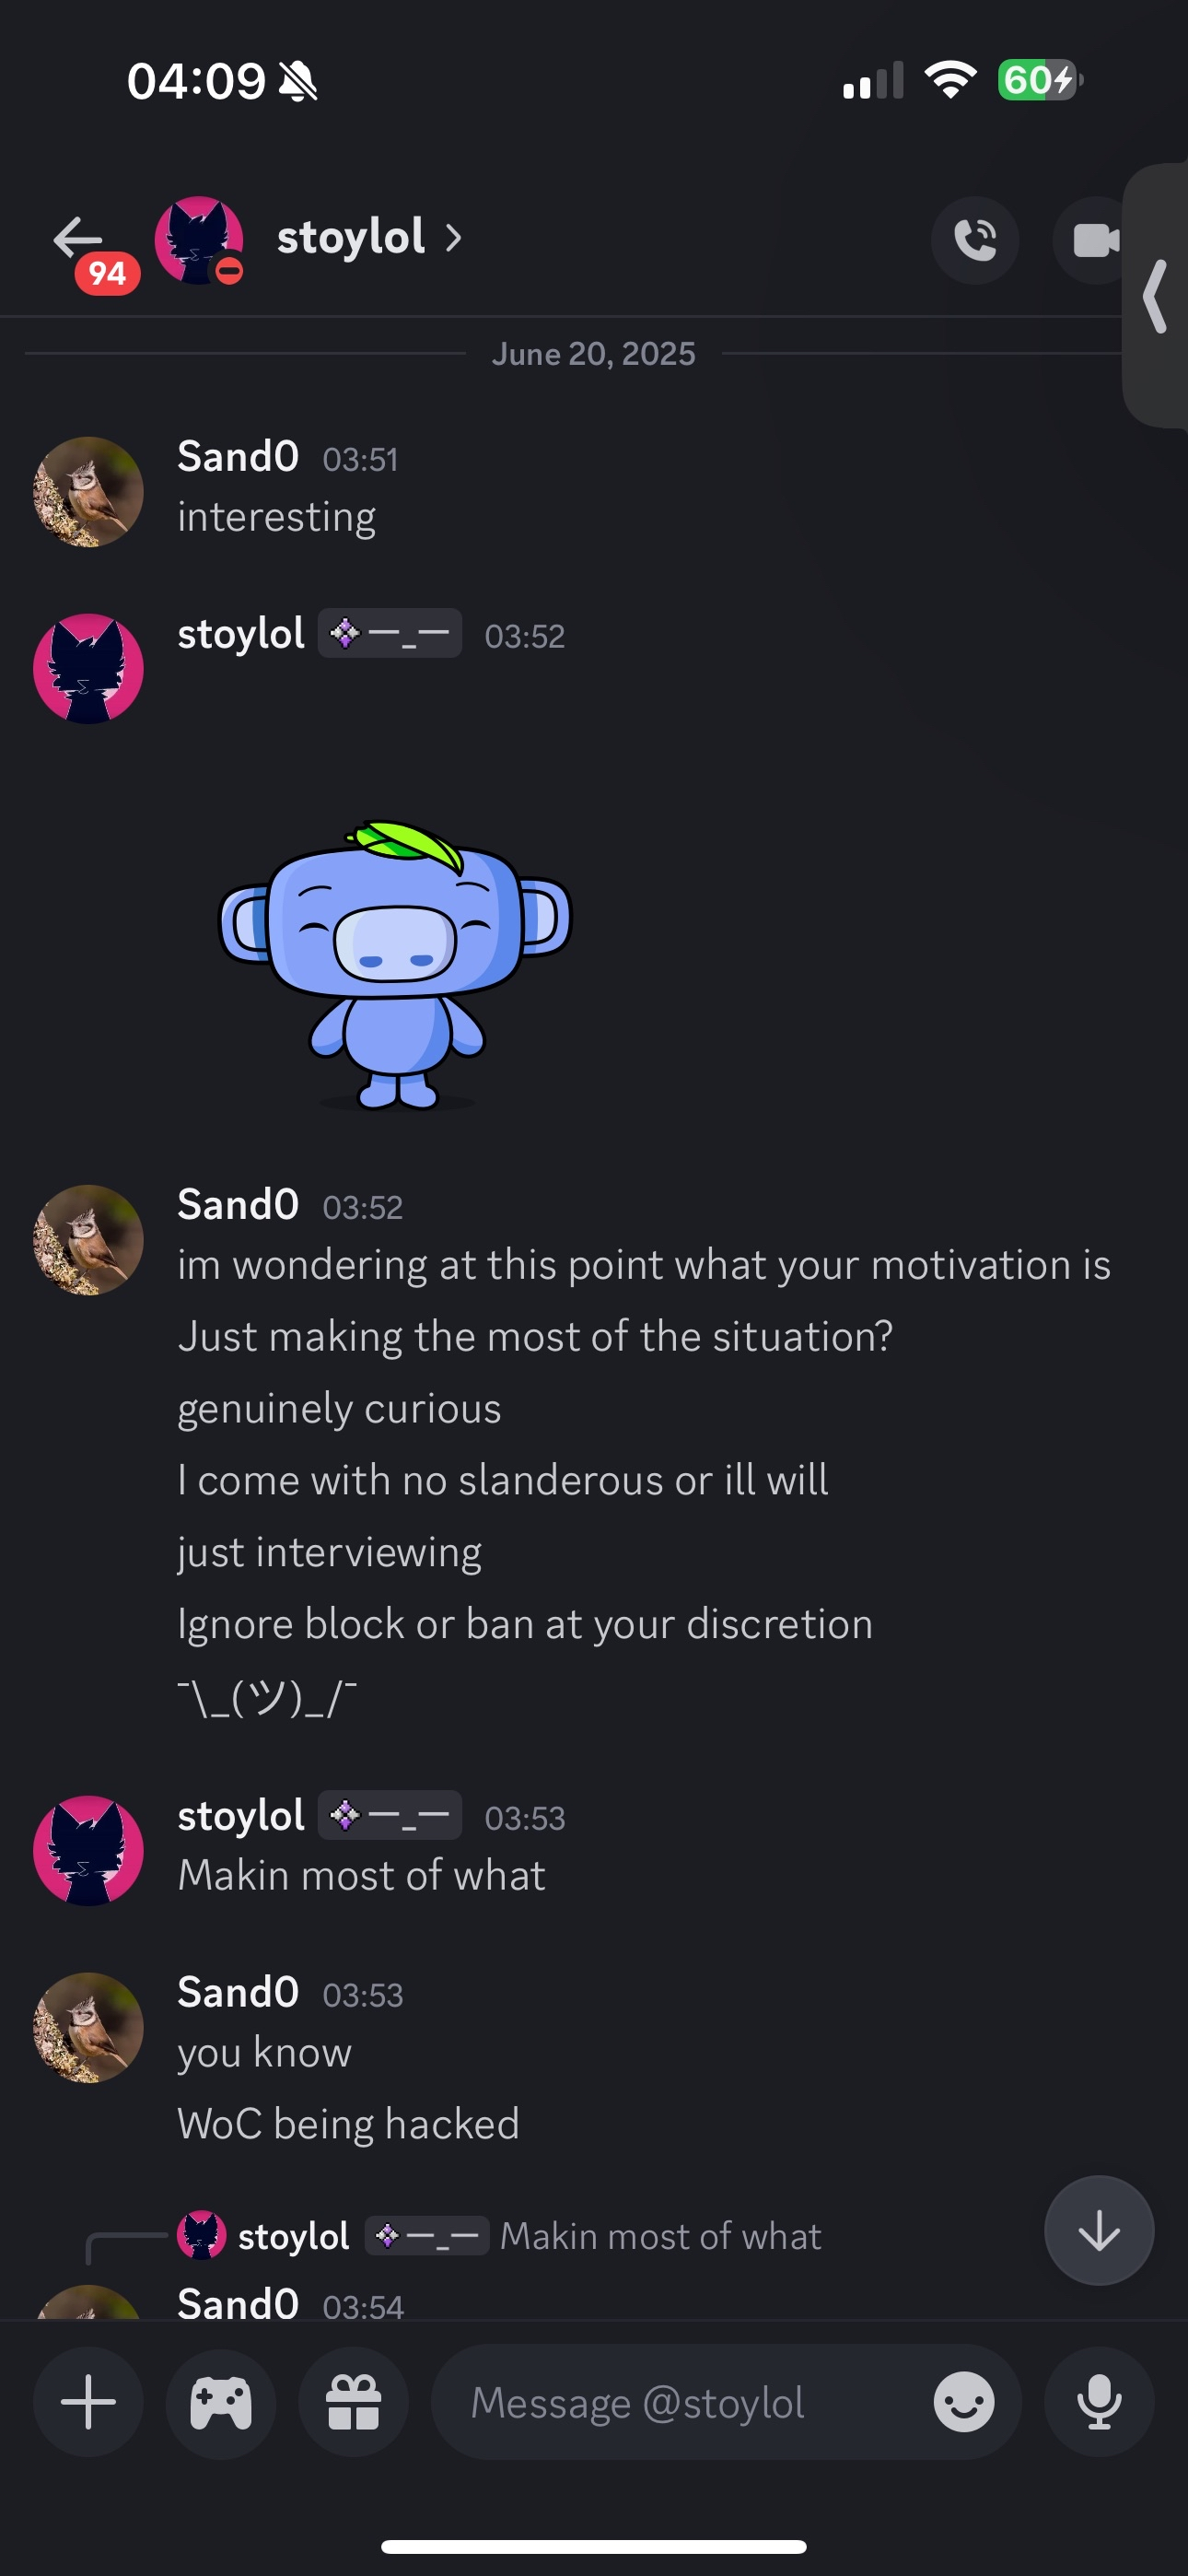 04:09
60
94
stoylol
June 20, 2025
Sand0 03:51
interesting
stoylol —_— 03:52
Sand0 03:52
im wondering at this point what your motivation is
Just making the most of the situation?
genuinely curious
I come with no slanderous or ill will
just interviewing
Ignore block or ban at your discretion
¯\_(ツ)_/¯
stoylol —_— 03:53
Makin most of what
Sand0 03:53
you know
WoC being hacked
stoylol —_— Makin most of what
Sand0 03:54
Message @stoylol